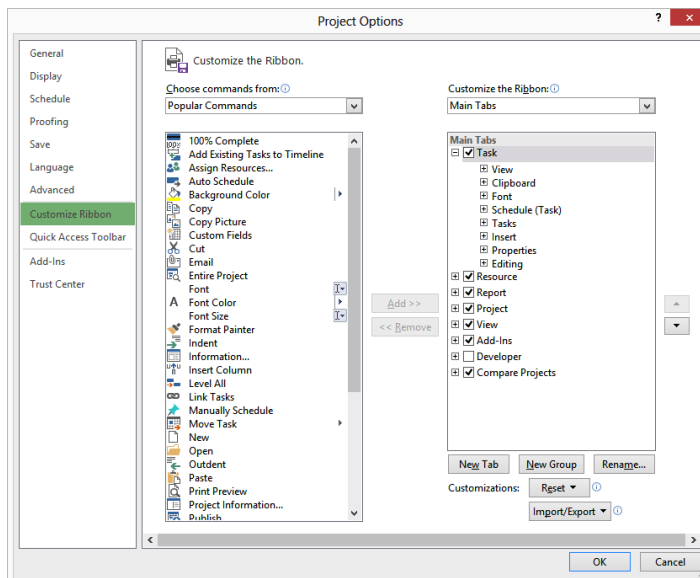 Project Options
?
General
Display
Schedule
Proofing
Save
Language
Advanced
Customize Ribbon
Quick Access Toolbar
Add-Ins
Trust Center
Customize the Ribbon.
Choose commands from:
Popular Commands
100% Complete
Add Existing Tasks to Timeline
Assign Resources...
Auto Schedule
Background Color
Copy
Copy Picture
Custom Fields
Cut
Email
Entire Project
Font
Font Color
Font Size
Format Painter
Indent
Information...
Insert Column
Level All
Link Tasks
Manually Schedule
Move Task
New
Open
Outdent
Paste
Print Preview
Project Information...
Publish
Add >>
<< Remove
Customize the Ribbon:
Main Tabs
Main Tabs
Task
View
Clipboard
Font
Schedule (Task)
Tasks
Insert
Properties
Editing
Resource
Report
Project
View
Add-Ins
Developer
Compare Projects
New Tab
New Group
Rename...
Customizations:
Reset
Import/Export
OK
Cancel